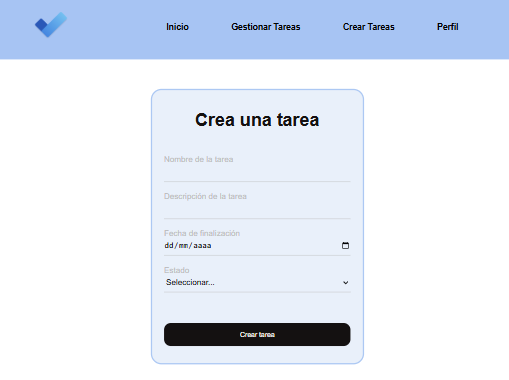 Inicio Gestionar Tareas Crear Tareas Perfil
Crea una tarea
Nombre de la tarea
Descripción de la tarea
Fecha de finalización
dd/mm/aaaa
Estado
Seleccionar...
Crear tarea